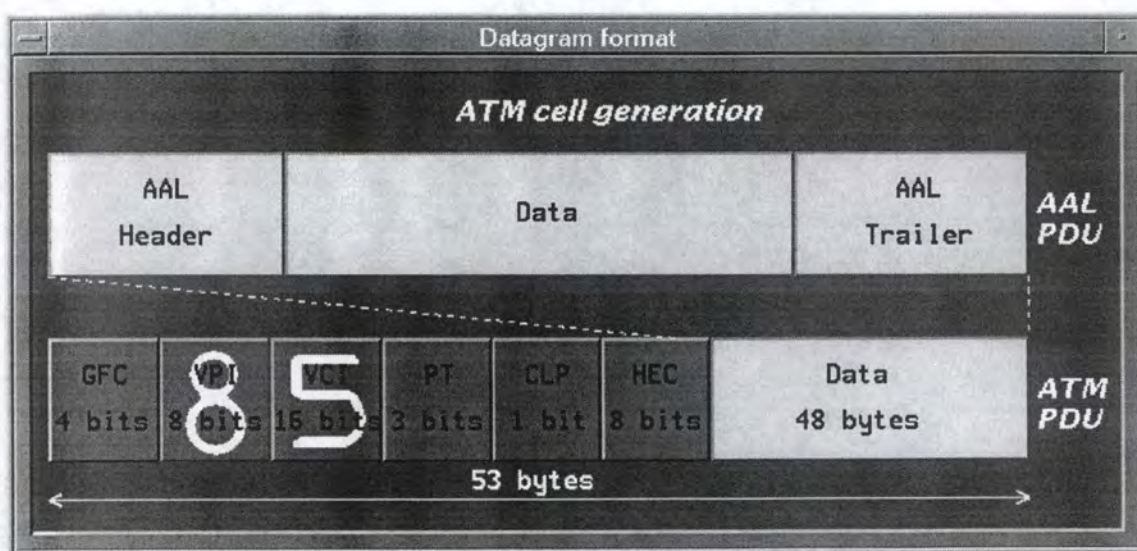 Datagram format
ATM cell generation
AAL
Header
Data
AAL
Trailer
AAL
PDU
GFC
4 bits
VPI
8 bits
8
VCI
16 bits
5
PT
3 bits
CLP
1 bit
HEC
8 bits
Data
48 bytes
ATM
PDU
53 bytes